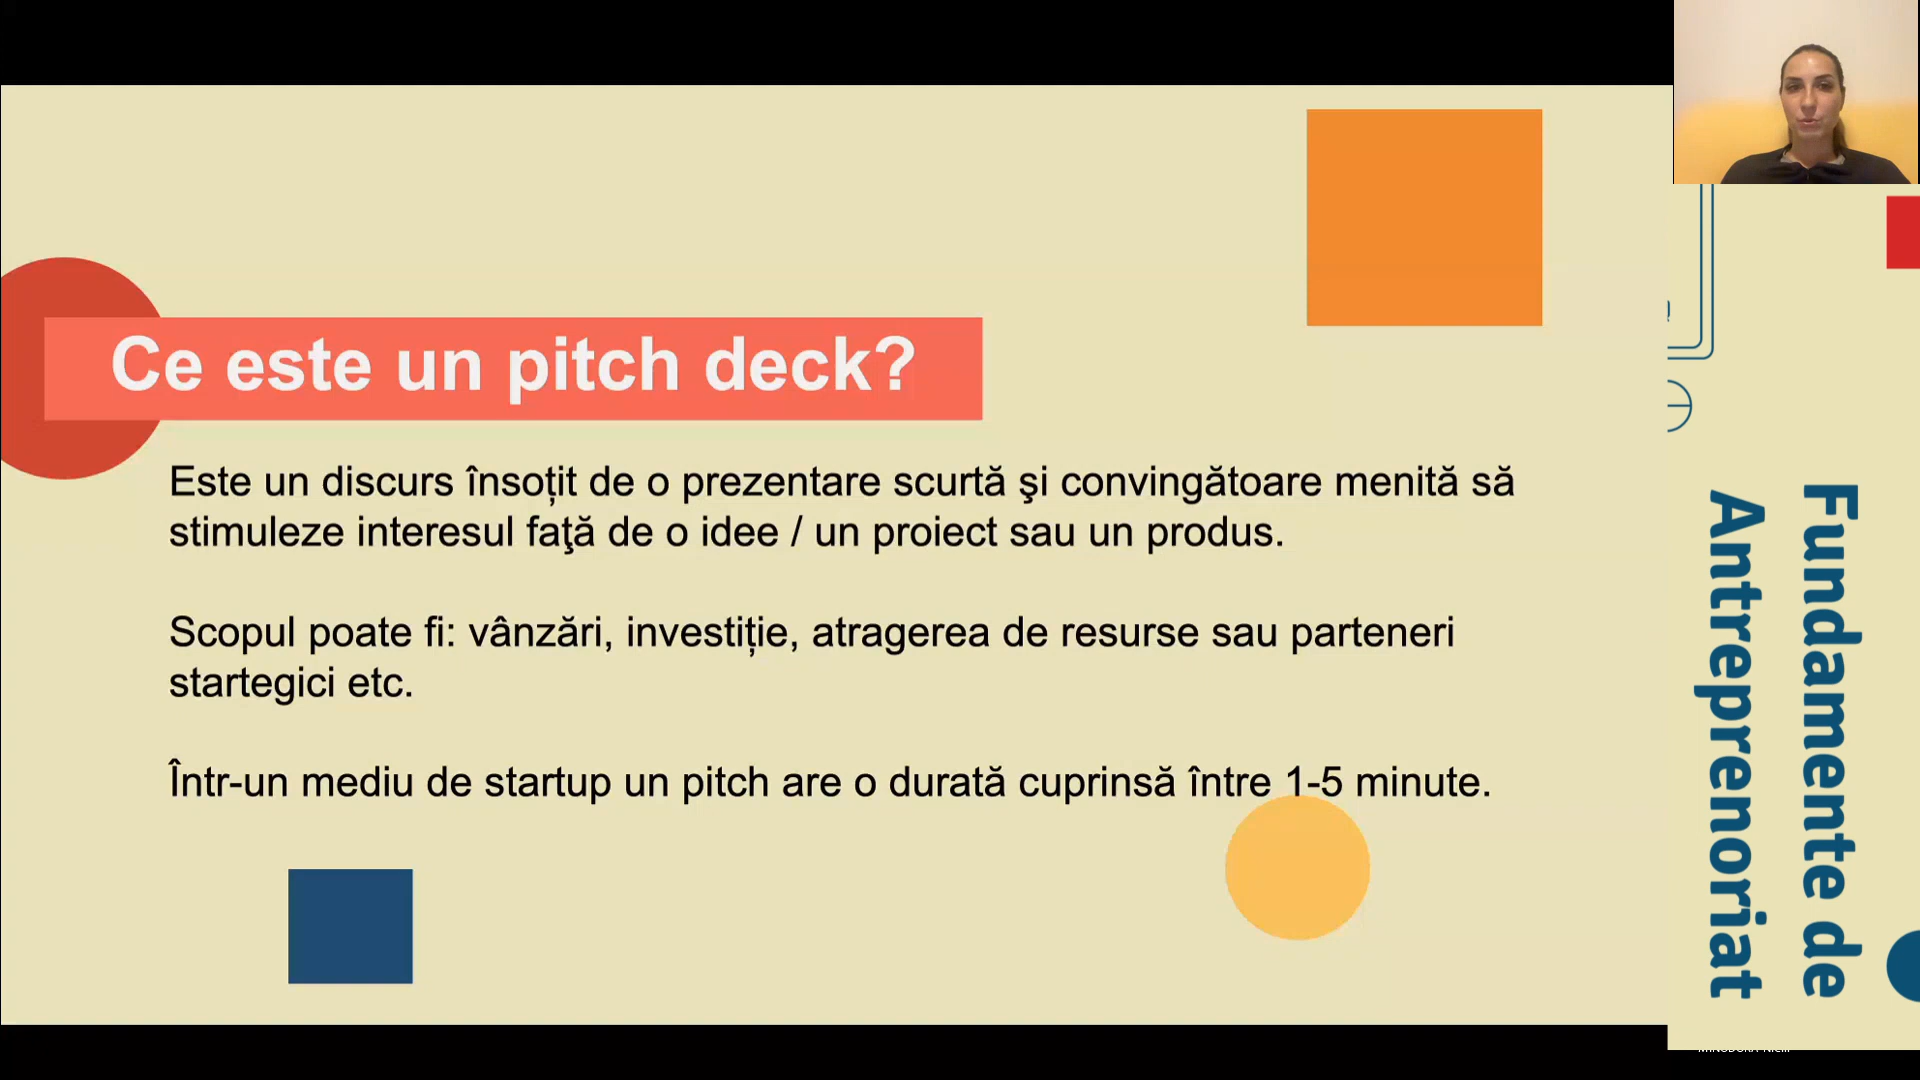 Ce este un pitch deck?
Este un discurs însoțit de o prezentare scurtă şi convingătoare menită să
stimuleze interesul faţă de o idee / un proiect sau un produs.
Scopul poate fi: vânzări, investiție, atragerea de resurse sau parteneri
startegici etc.
Într-un mediu de startup un pitch are o durată cuprinsă între 1-5 minute.
Fundamente de
Antreprenoriat